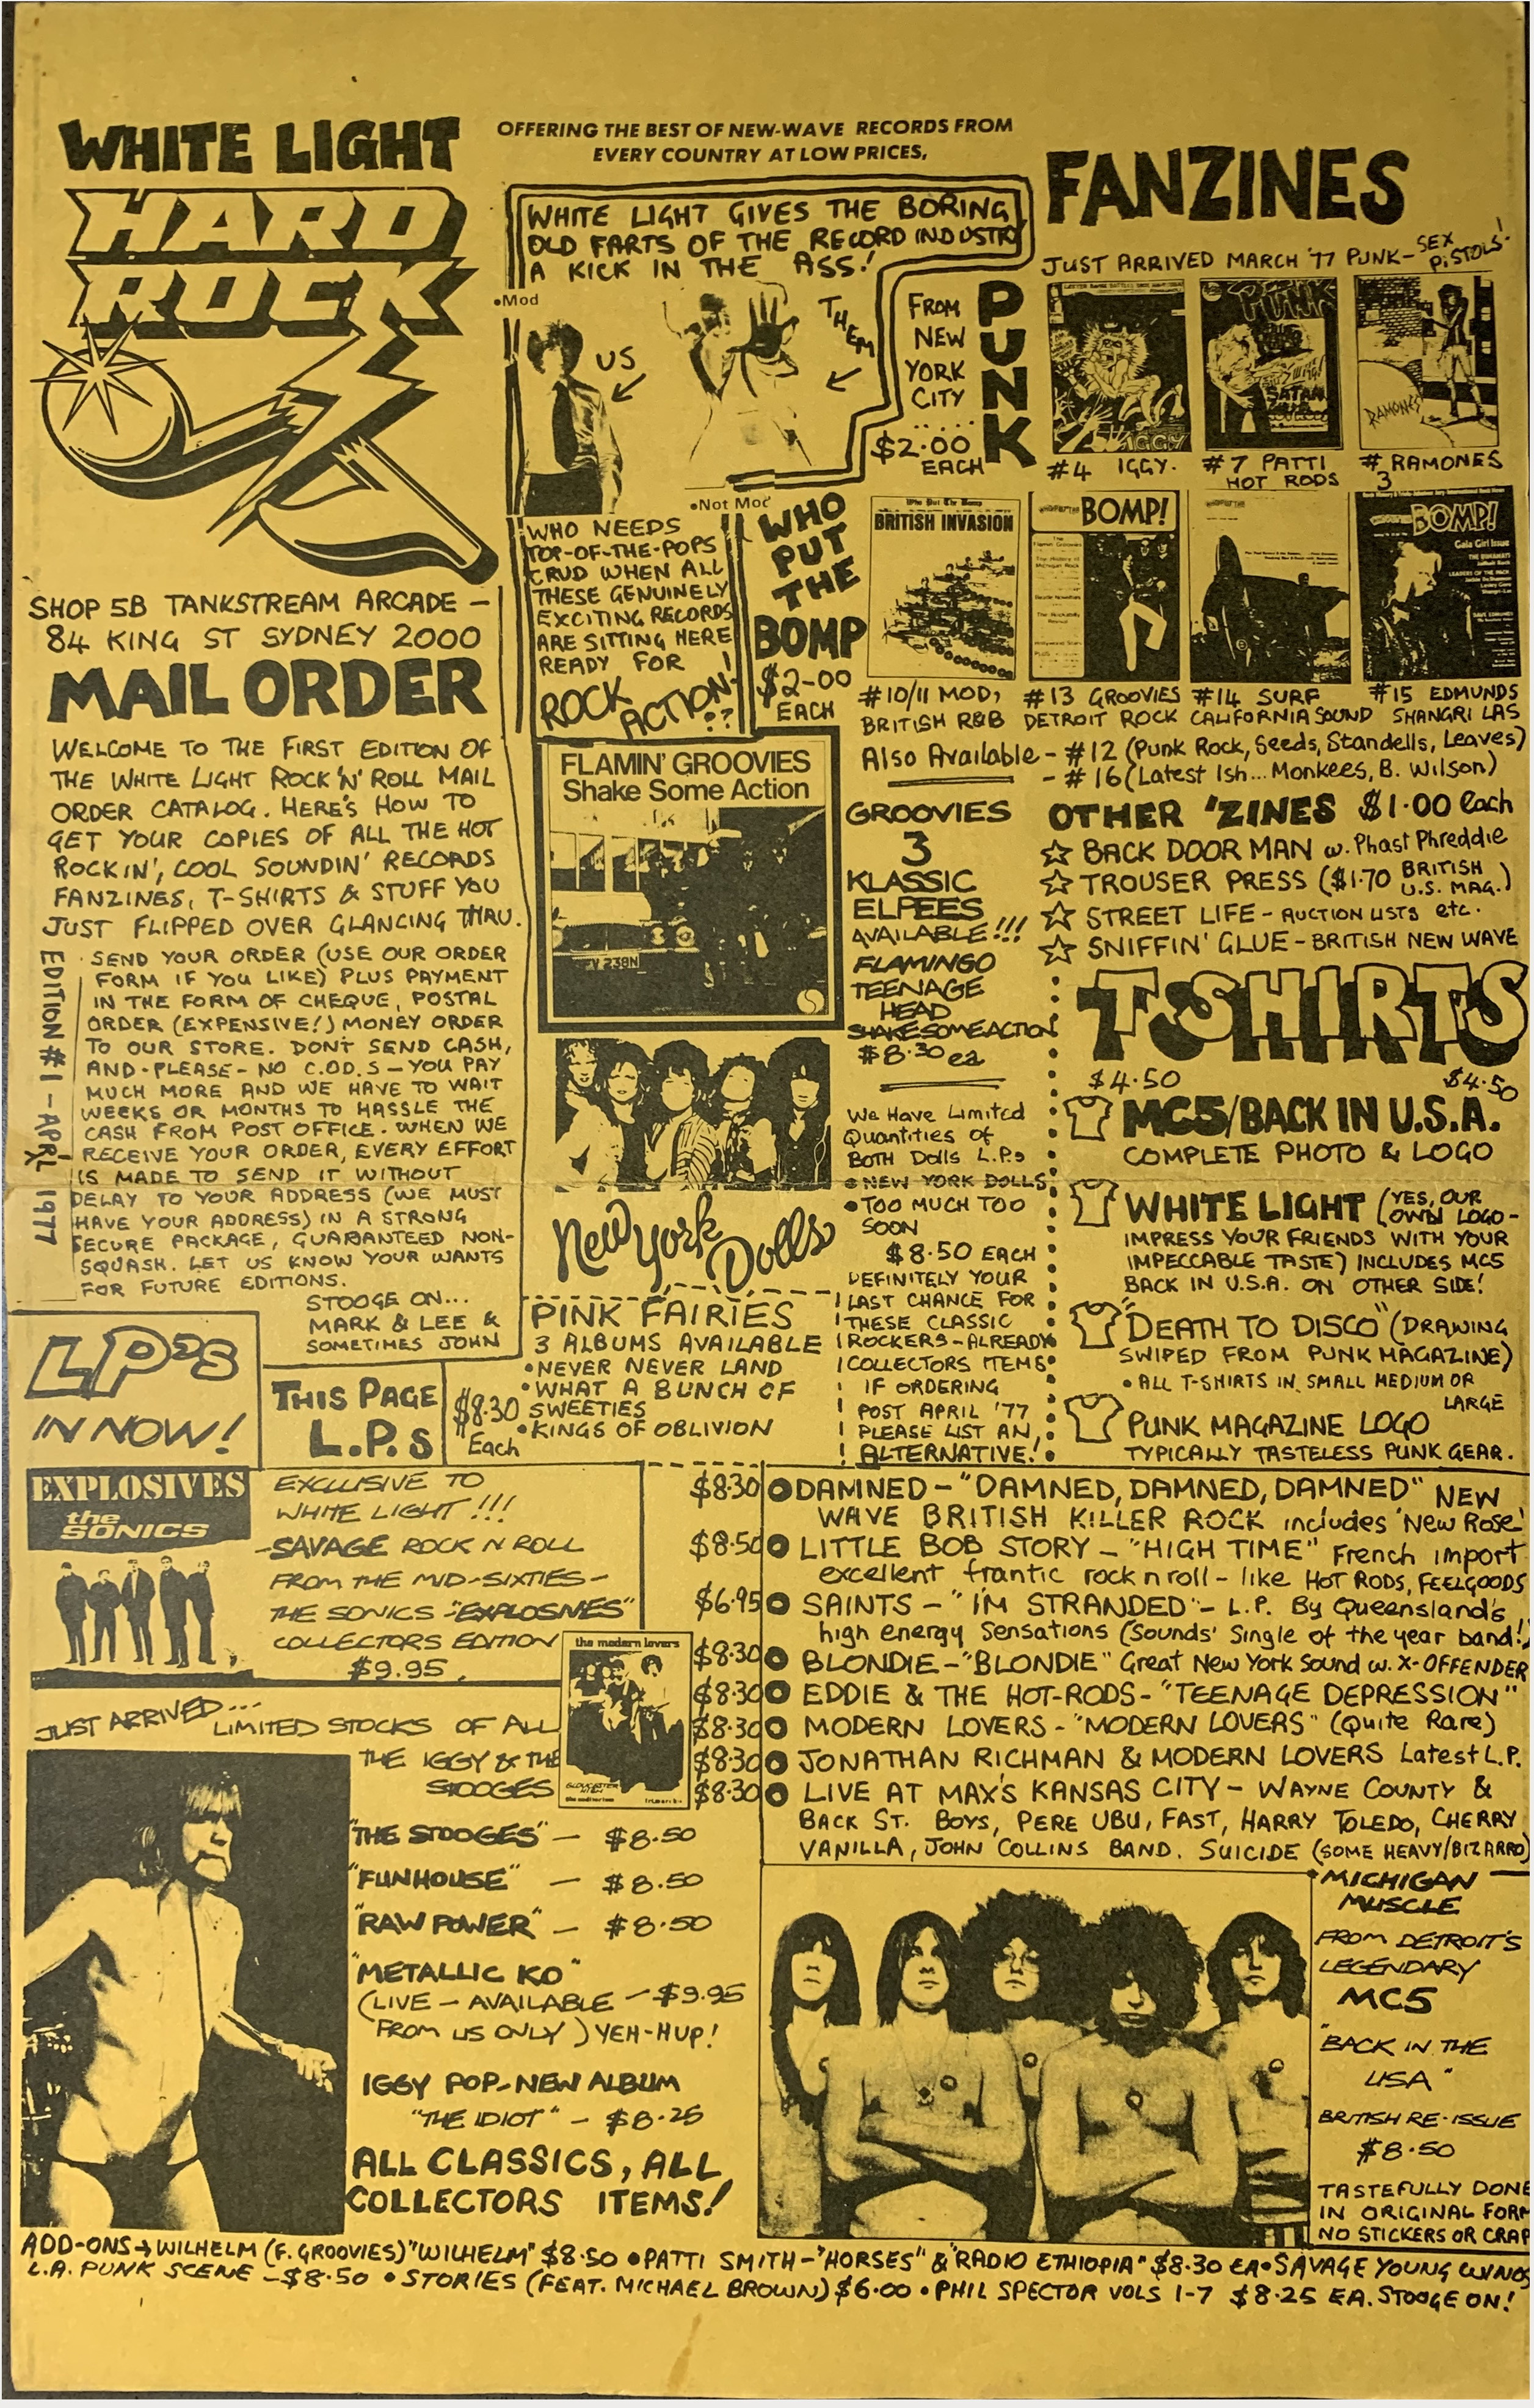 WHITE LIGHT
HARD
ROCK
SHOP 5B TANKSTREAM ARCADE –
84 KING ST SYDNEY 2000
MAIL ORDER
WELCOME TO THE FIRST EDITION OF
THE WHITE LIGHT ROCK 'N' ROLL MAIL
ORDER CATALOG. HERE'S HOW TO
GET YOUR COPIES OF ALL THE HOT
ROCKIN', COOL SOUNDIN' RECORDS
FANZINES, T-SHIRTS & STUFF YOU
JUST FLIPPED OVER GLANCING THRU.
SEND YOUR ORDER (USE OUR ORDER
FORM IF YOU LIKE) PLUS PAYMENT
IN THE FORM OF CHEQUE, POSTAL
ORDER (EXPENSIVE!) MONEY ORDER
TO OUR STORE. DON'T SEND CASH,
AND-PLEASE-NO C.O.D.S – YOU PAY
MUCH MORE AND WE HAVE TO WAIT
WEEKS OR MONTHS TO HASSLE THE
CASH FROM POST OFFICE. WHEN WE
RECEIVE YOUR ORDER, EVERY EFFORT
IS MADE TO SEND IT WITHOUT
DELAY TO YOUR ADDRESS (WE MUST
HAVE YOUR ADDRESS) IN A STRONG
SECURE PACKAGE, GUARANTEED NON-
SQUASH. LET US KNOW YOUR WANTS
FOR FUTURE EDITIONS.
STOOGE ON...
MARK & LEE &
SOMETIMES JOHN
EDITION #1 – APRIL 1977
OFFERING THE BEST OF NEW-WAVE RECORDS FROM
EVERY COUNTRY AT LOW PRICES,
WHITE LIGHT GIVES THE BORING
OLD FARTS OF THE RECORD INDUSTRY
A KICK IN THE ASS!
•Mod
US
THEM
•Not Mod
WHO NEEDS
TOP-OF-THE-POPS
CRUD WHEN ALL
THESE GENUINELY
EXCITING RECORDS
ARE SITTING HERE
READY FOR
ROCK
ACTION!
!??
FANZINES
JUST ARRIVED MARCH '77 PUNK – SEX
PISTOLS!
FROM
NEW
YORK
CITY
......
$2.00
EACH
PUNK
IGGY
PUNK
SATAN
RAMONES
#4 IGGY.
#7 PATTI
HOT RODS
# RAMONES
3
WHO
PUT
THE
BOMP
$2-00
EACH
Who Put The Bomp
BRITISH INVASION
BOMP!
BOMP!
Gala Girl Issue
#10/11 MOD,
BRITISH R&B
#13 GROOVIES
DETROIT ROCK
#14 SURF
CALIFORNIA SOUND
#15 EDMUNDS
SHANGRI LAS
Also Available – #12 (Punk Rock, Seeds, Standells, Leaves)
– #16 (Latest Ish... Monkees, B. Wilson)
FLAMIN' GROOVIES
Shake Some Action
GROOVIES
3
KLASSIC
ELPEES
AVAILABLE!!!
FLAMINGO
TEENAGE
HEAD
SHAKE SOME ACTION
$8.30 ea
New York
Dolls
We Have Limited
Quantities of
BOTH Dolls L.P.s
• NEW YORK DOLLS
• TOO MUCH TOO
SOON
$8.50 EACH
DEFINITELY YOUR
LAST CHANCE FOR
THESE CLASSIC
ROCKERS – ALREADY
COLLECTORS ITEMS
IF ORDERING
POST APRIL '77
PLEASE LIST AN
ALTERNATIVE!
OTHER 'ZINES $1.00 each
☆ BACK DOOR MAN w. Phast Phreddie
☆ TROUSER PRESS ($1.70 BRITISH
U.S. MAG.)
☆ STREET LIFE – AUCTION LISTS etc.
☆ SNIFFIN' GLUE – BRITISH NEW WAVE
T-SHIRTS
$4.50
$4.50
MC5/BACK IN U.S.A.
COMPLETE PHOTO & LOGO
WHITE LIGHT (YES, OUR
OWN LOGO –
IMPRESS YOUR FRIENDS WITH YOUR
IMPECCABLE TASTE) INCLUDES MC5
BACK IN U.S.A. ON OTHER SIDE!
"DEATH TO DISCO" (DRAWING
SWIPED FROM PUNK MAGAZINE)
• ALL T-SHIRTS IN SMALL MEDIUM OR
LARGE
PUNK MAGAZINE LOGO
TYPICALLY TASTELESS PUNK GEAR.
LP's
IN NOW!
THIS PAGE
L.P.s
PINK FAIRIES
3 ALBUMS AVAILABLE
• NEVER NEVER LAND
• WHAT A BUNCH OF
SWEETIES
• KINGS OF OBLIVION
$8.30
Each
EXPLOSIVES
the
SONICS
EXCLUSIVE TO
WHITE LIGHT!!!
-SAVAGE ROCK N ROLL
FROM THE MID-SIXTIES –
THE SONICS - "EXPLOSIVES"
COLLECTORS EDITION
$9.95
JUST ARRIVED...
LIMITED STOCKS OF ALL
THE IGGY & THE
STOOGES
the modern lovers
"THE STOOGES" – $8.50
"FUNHOUSE" – $8.50
"RAW POWER" – $8.50
"METALLIC KO"
(LIVE – AVAILABLE – $9.95
FROM US ONLY) YEH-HUP!
IGGY POP – NEW ALBUM
"THE IDIOT" – $8.25
ALL CLASSICS, ALL
COLLECTORS ITEMS!
$8.30 DAMNED – "DAMNED, DAMNED, DAMNED" NEW
WAVE BRITISH KILLER ROCK includes 'New Rose'
$8.50 LITTLE BOB STORY – "HIGH TIME" French import
excellent frantic rock n roll – like HOT RODS, FEELGOODS
$6.95 SAINTS – "I'M STRANDED" – L.P. By Queensland's
high energy Sensations (Sounds' Single of the year band!)
$8.30 BLONDIE – "BLONDIE" Great New York Sound w. X-OFFENDER
$8.30 EDDIE & THE HOT-RODS – "TEENAGE DEPRESSION"
$8.30 MODERN LOVERS – "MODERN LOVERS" (Quite Rare)
$8.30 JONATHAN RICHMAN & MODERN LOVERS Latest L.P.
$8.30 LIVE AT MAX'S KANSAS CITY – WAYNE COUNTY &
BACK ST. BOYS, PERE UBU, FAST, HARRY TOLEDO, CHERRY
VANILLA, JOHN COLLINS BAND. SUICIDE (SOME HEAVY/BIZARRO)
• MICHIGAN
MUSCLE
FROM DETROIT'S
LEGENDARY
MC5
"BACK IN THE
USA"
BRITISH RE-ISSUE
$8.50
TASTEFULLY DONE
IN ORIGINAL FORM
NO STICKERS OR CRAP
ADD-ONS → WILHELM (F. GROOVIES) "WILHELM" $8.50 • PATTI SMITH – "HORSES" & "RADIO ETHIOPIA" $8.30 EA • SAVAGE YOUNG WINOS
L.A. PUNK SCENE – $8.50 • STORIES (FEAT. MICHAEL BROWN) $6.00 • PHIL SPECTOR VOLS 1-7 $8.25 EA. STOOGE ON!